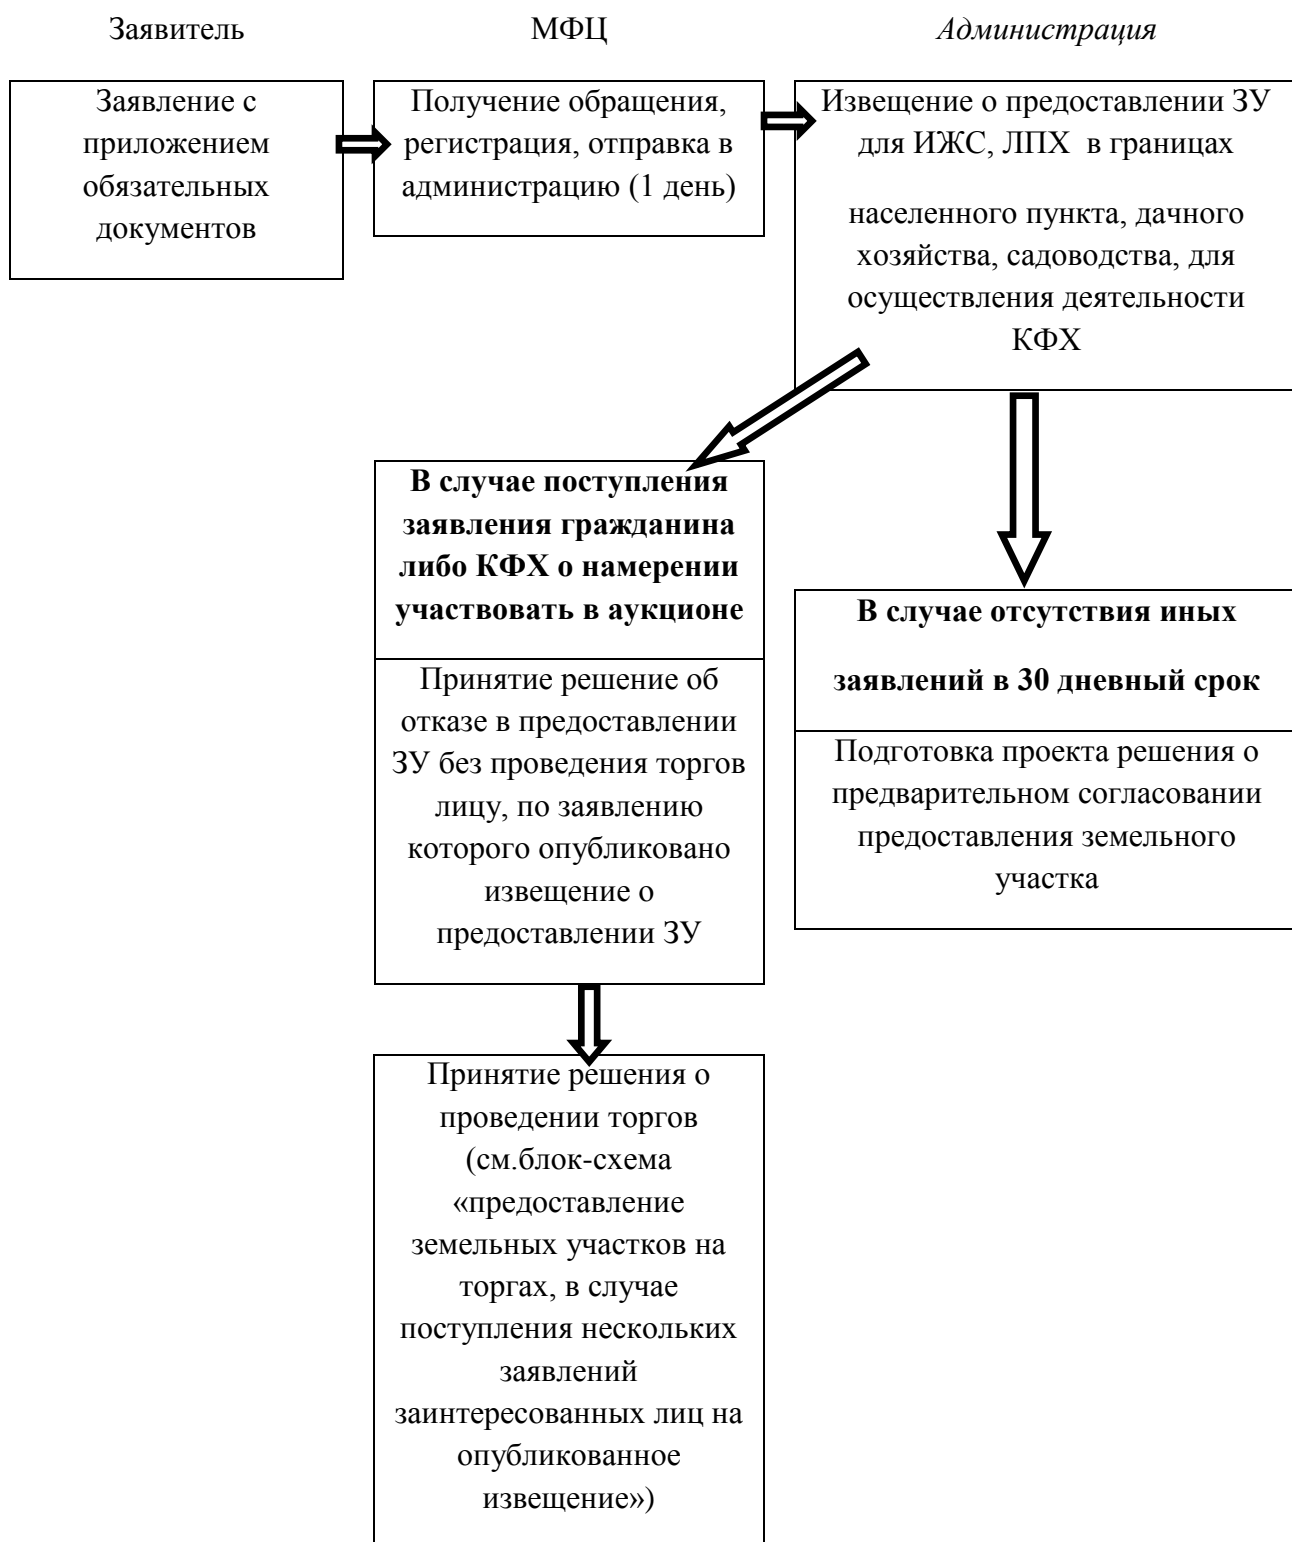 Заявитель
МФЦ
Администрация
Заявление с
приложением
обязательных
документов
Получение обращения,
регистрация, отправка в
администрацию (1 день)
Извещение о предоставлении ЗУ
для ИЖС, ЛПХ  в границах
населенного пункта, дачного
хозяйства, садоводства, для
осуществления деятельности
КФХ
В случае поступления
заявления гражданина
либо КФХ о намерении
участвовать в аукционе
Принятие решение об
отказе в предоставлении
ЗУ без проведения торгов
лицу, по заявлению
которого опубликовано
извещение о
предоставлении ЗУ
В случае отсутствия иных
заявлений в 30 дневный срок
Подготовка проекта решения о
предварительном согласовании
предоставления земельного
участка
Принятие решения о
проведении торгов
(см.блок-схема
«предоставление
земельных участков на
торгах, в случае
поступления нескольких
заявлений
заинтересованных лиц на
опубликованное
извещение»)